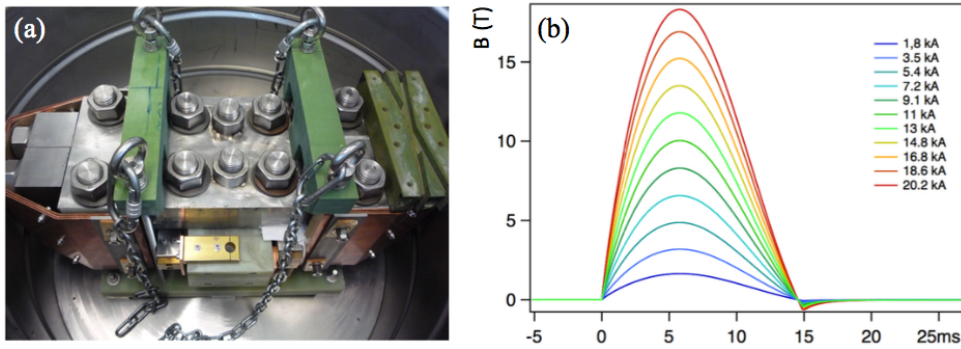 (a)
B (T)
(b)
15
10
5
0
-5
0
5
10
15
20
25ms
1,8 kA
3.5 kA
5.4 kA
7.2 kA
9.1 kA
11 kA
13 kA
14.8 kA
16.8 kA
18.6 kA
20.2 kA